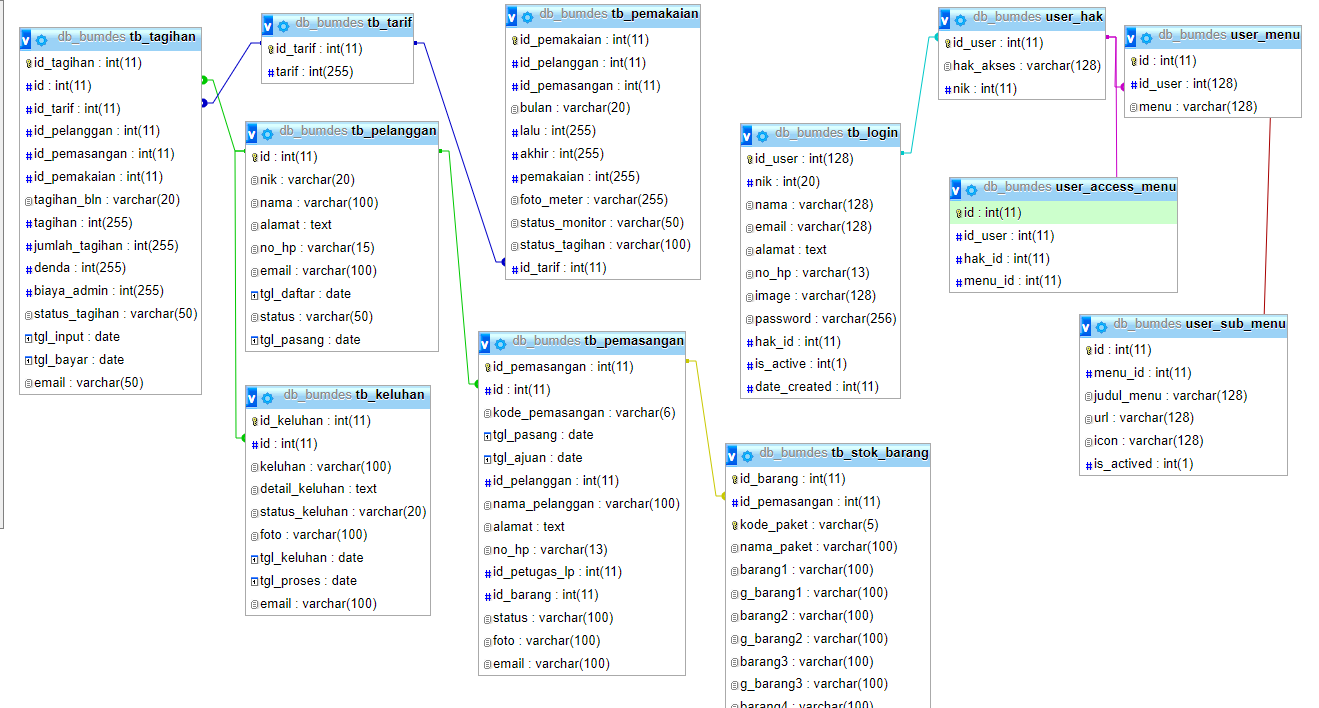 db_bumdes tb_tagihan
id_tagihan : int(11)
id : int(11)
id_tarif : int(11)
id_pelanggan : int(11)
id_pemasangan : int(11)
id_pemakaian : int(11)
tagihan_bln : varchar(20)
tagihan : int(255)
jumlah_tagihan : int(255)
denda : int(255)
biaya_admin : int(255)
status_tagihan : varchar(50)
tgl_input : date
tgl_bayar : date
email : varchar(50)
db_bumdes tb_tarif
id_tarif : int(11)
tarif : int(255)
db_bumdes tb_pelanggan
id : int(11)
nik : varchar(20)
nama : varchar(100)
alamat : text
no_hp : varchar(15)
email : varchar(100)
tgl_daftar : date
status : varchar(50)
tgl_pasang : date
db_bumdes tb_keluhan
id_keluhan : int(11)
id : int(11)
keluhan : varchar(100)
detail_keluhan : text
status_keluhan : varchar(20)
foto : varchar(100)
tgl_keluhan : date
tgl_proses : date
email : varchar(100)
db_bumdes tb_pemakaian
id_pemakaian : int(11)
id_pelanggan : int(11)
id_pemasangan : int(11)
bulan : varchar(20)
lalu : int(255)
akhir : int(255)
pemakaian : int(255)
foto_meter : varchar(255)
status_monitor : varchar(50)
status_tagihan : varchar(100)
id_tarif : int(11)
db_bumdes tb_pemasangan
id_pemasangan : int(11)
id : int(11)
kode_pemasangan : varchar(6)
tgl_pasang : date
tgl_ajuan : date
id_pelanggan : int(11)
nama_pelanggan : varchar(100)
alamat : text
no_hp : varchar(13)
id_petugas_lp : int(11)
id_barang : int(11)
status : varchar(100)
foto : varchar(100)
email : varchar(100)
db_bumdes tb_login
id_user : int(128)
nik : int(20)
nama : varchar(128)
email : varchar(128)
alamat : text
no_hp : varchar(13)
image : varchar(128)
password : varchar(256)
hak_id : int(11)
is_active : int(1)
date_created : int(11)
db_bumdes tb_stok_barang
id_barang : int(11)
id_pemasangan : int(11)
kode_paket : varchar(5)
nama_paket : varchar(100)
barang1 : varchar(100)
g_barang1 : varchar(100)
barang2 : varchar(100)
g_barang2 : varchar(100)
barang3 : varchar(100)
g_barang3 : varchar(100)
barang4 : varchar(100)
db_bumdes user_hak
id_user : int(11)
hak_akses : varchar(128)
nik : int(11)
db_bumdes user_menu
id : int(11)
id_user : int(128)
menu : varchar(128)
db_bumdes user_access_menu
id : int(11)
id_user : int(11)
hak_id : int(11)
menu_id : int(11)
db_bumdes user_sub_menu
id : int(11)
menu_id : int(11)
judul_menu : varchar(128)
url : varchar(128)
icon : varchar(128)
is_actived : int(1)